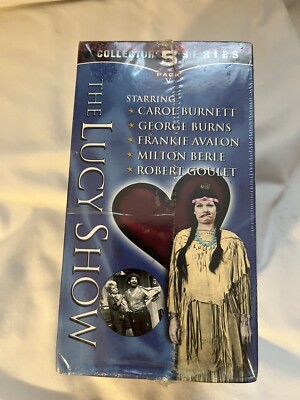 COLLECTOR'S SERIES
5
PACK
THE LUCY SHOW
STARRING:
★ CAROL BURNETT
★ GEORGE BURNS
★ FRANKIE AVALON
★ MILTON BERLE
★ ROBERT GOULET